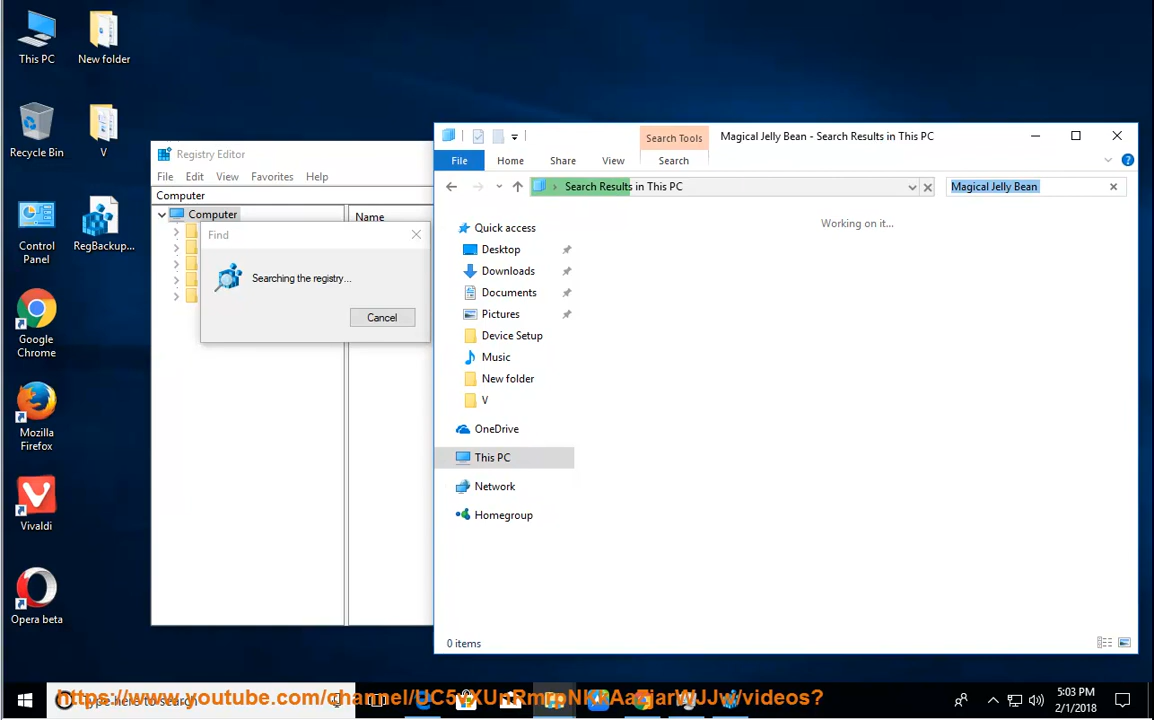 This PC
New folder
Recycle Bin
V
Control
Panel
RegBackup...
Google
Chrome
Mozilla
Firefox
Vivaldi
Opera beta
Registry Editor
File Edit View Favorites Help
Computer
Computer
Name
Find
Searching the registry...
Cancel
Search Tools
Magical Jelly Bean - Search Results in This PC
File Home Share View Search
Search Results in This PC
Magical Jelly Bean
Working on it...
Quick access
Desktop
Downloads
Documents
Pictures
Device Setup
Music
New folder
V
OneDrive
This PC
Network
Homegroup
0 items
Type here to search
5:03 PM
2/1/2018